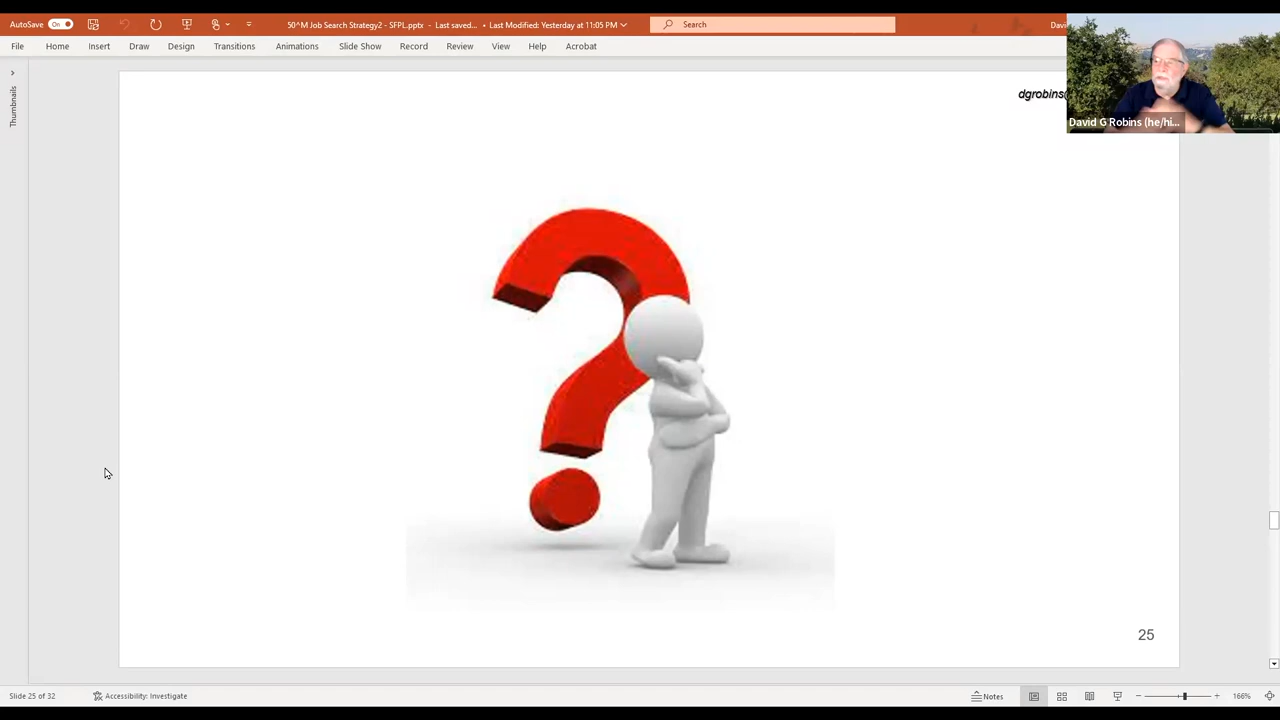 AutoSave On 50^M Job Search Strategy2 - SFPL.pptx - Last saved... • Last Modified: Yesterday at 11:05 PM Search
File Home Insert Draw Design Transitions Animations Slide Show Record Review View Help Acrobat
Thumbnails
dgrobins@
David G Robins (he/hi...
25
Slide 25 of 32 Accessibility: Investigate Notes 166%